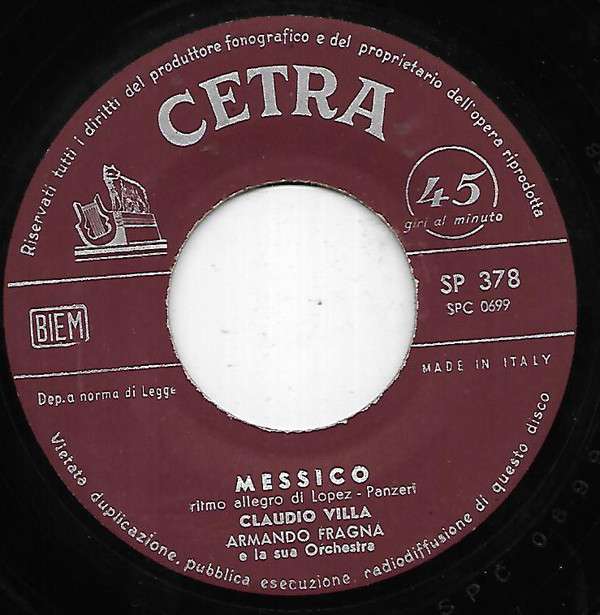 Riservati tutti i diritti del produttore fonografico e del proprietario dell'opera riprodotta
CETRA
45
giri al minuto
SP 378
SPC 0699
BIEM
MADE IN ITALY
Dep.a norma di Legge
MESSICO
ritmo allegro di Lopez - Panzeri
CLAUDIO VILLA
ARMANDO FRAGNA
e la sua Orchestra
Vietata duplicazione, pubblica esecuzione, radiodiffusione di questo disco